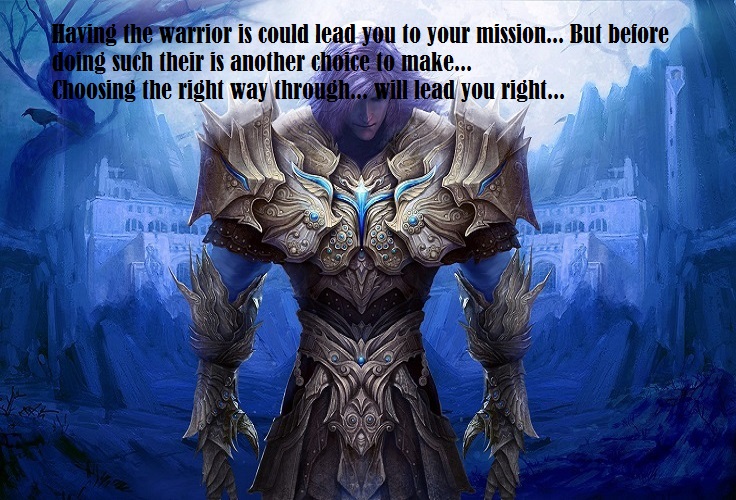 Having the warrior is could lead you to your mission... But before
doing such their is another choice to make...
Choosing the right way through... will lead you right...